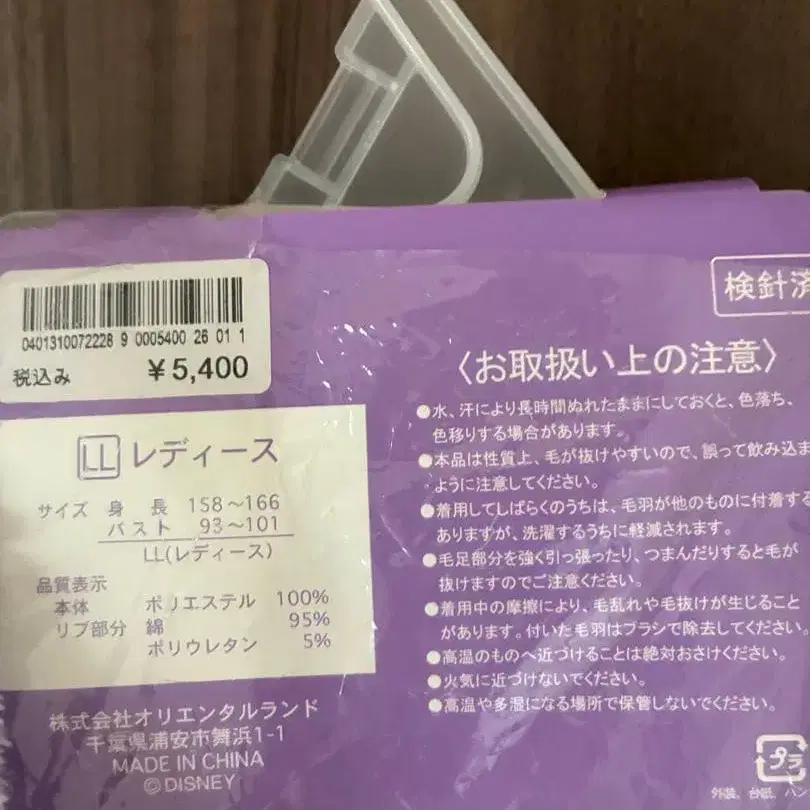 0401310072228 9 0005400 26 01 1
税込み ¥5,400
LL レディース
サイズ 身長 158～166
バスト 93～101
LL(レディース)
品質表示
本体 ポリエステル 100%
リブ部分 綿 95%
ポリウレタン 5%
株式会社オリエンタルランド
千葉県浦安市舞浜1-1
MADE IN CHINA
©DISNEY
検針済
〈お取扱い上の注意〉
●水、汗により長時間ぬれたままにしておくと、色落ち、
色移りする場合があります。
●本品は性質上、毛が抜けやすいので、誤って飲み込ま
ように注意してください。
●着用してしばらくのうちは、毛羽が他のものに付着する
ありますが、洗濯するうちに軽減されます。
●毛足部分を強く引っ張ったり、つまんだりすると毛が
抜けますのでご注意ください。
●着用中の摩擦により、毛乱れや毛抜けが生じること
があります。付いた毛羽はブラシで除去してください。
●高温のものへ近づけることは絶対おさけください。
●火気に近づけないでください。
●高温や多湿になる場所で保管しないでください。
プラ
外装、台紙、ハン